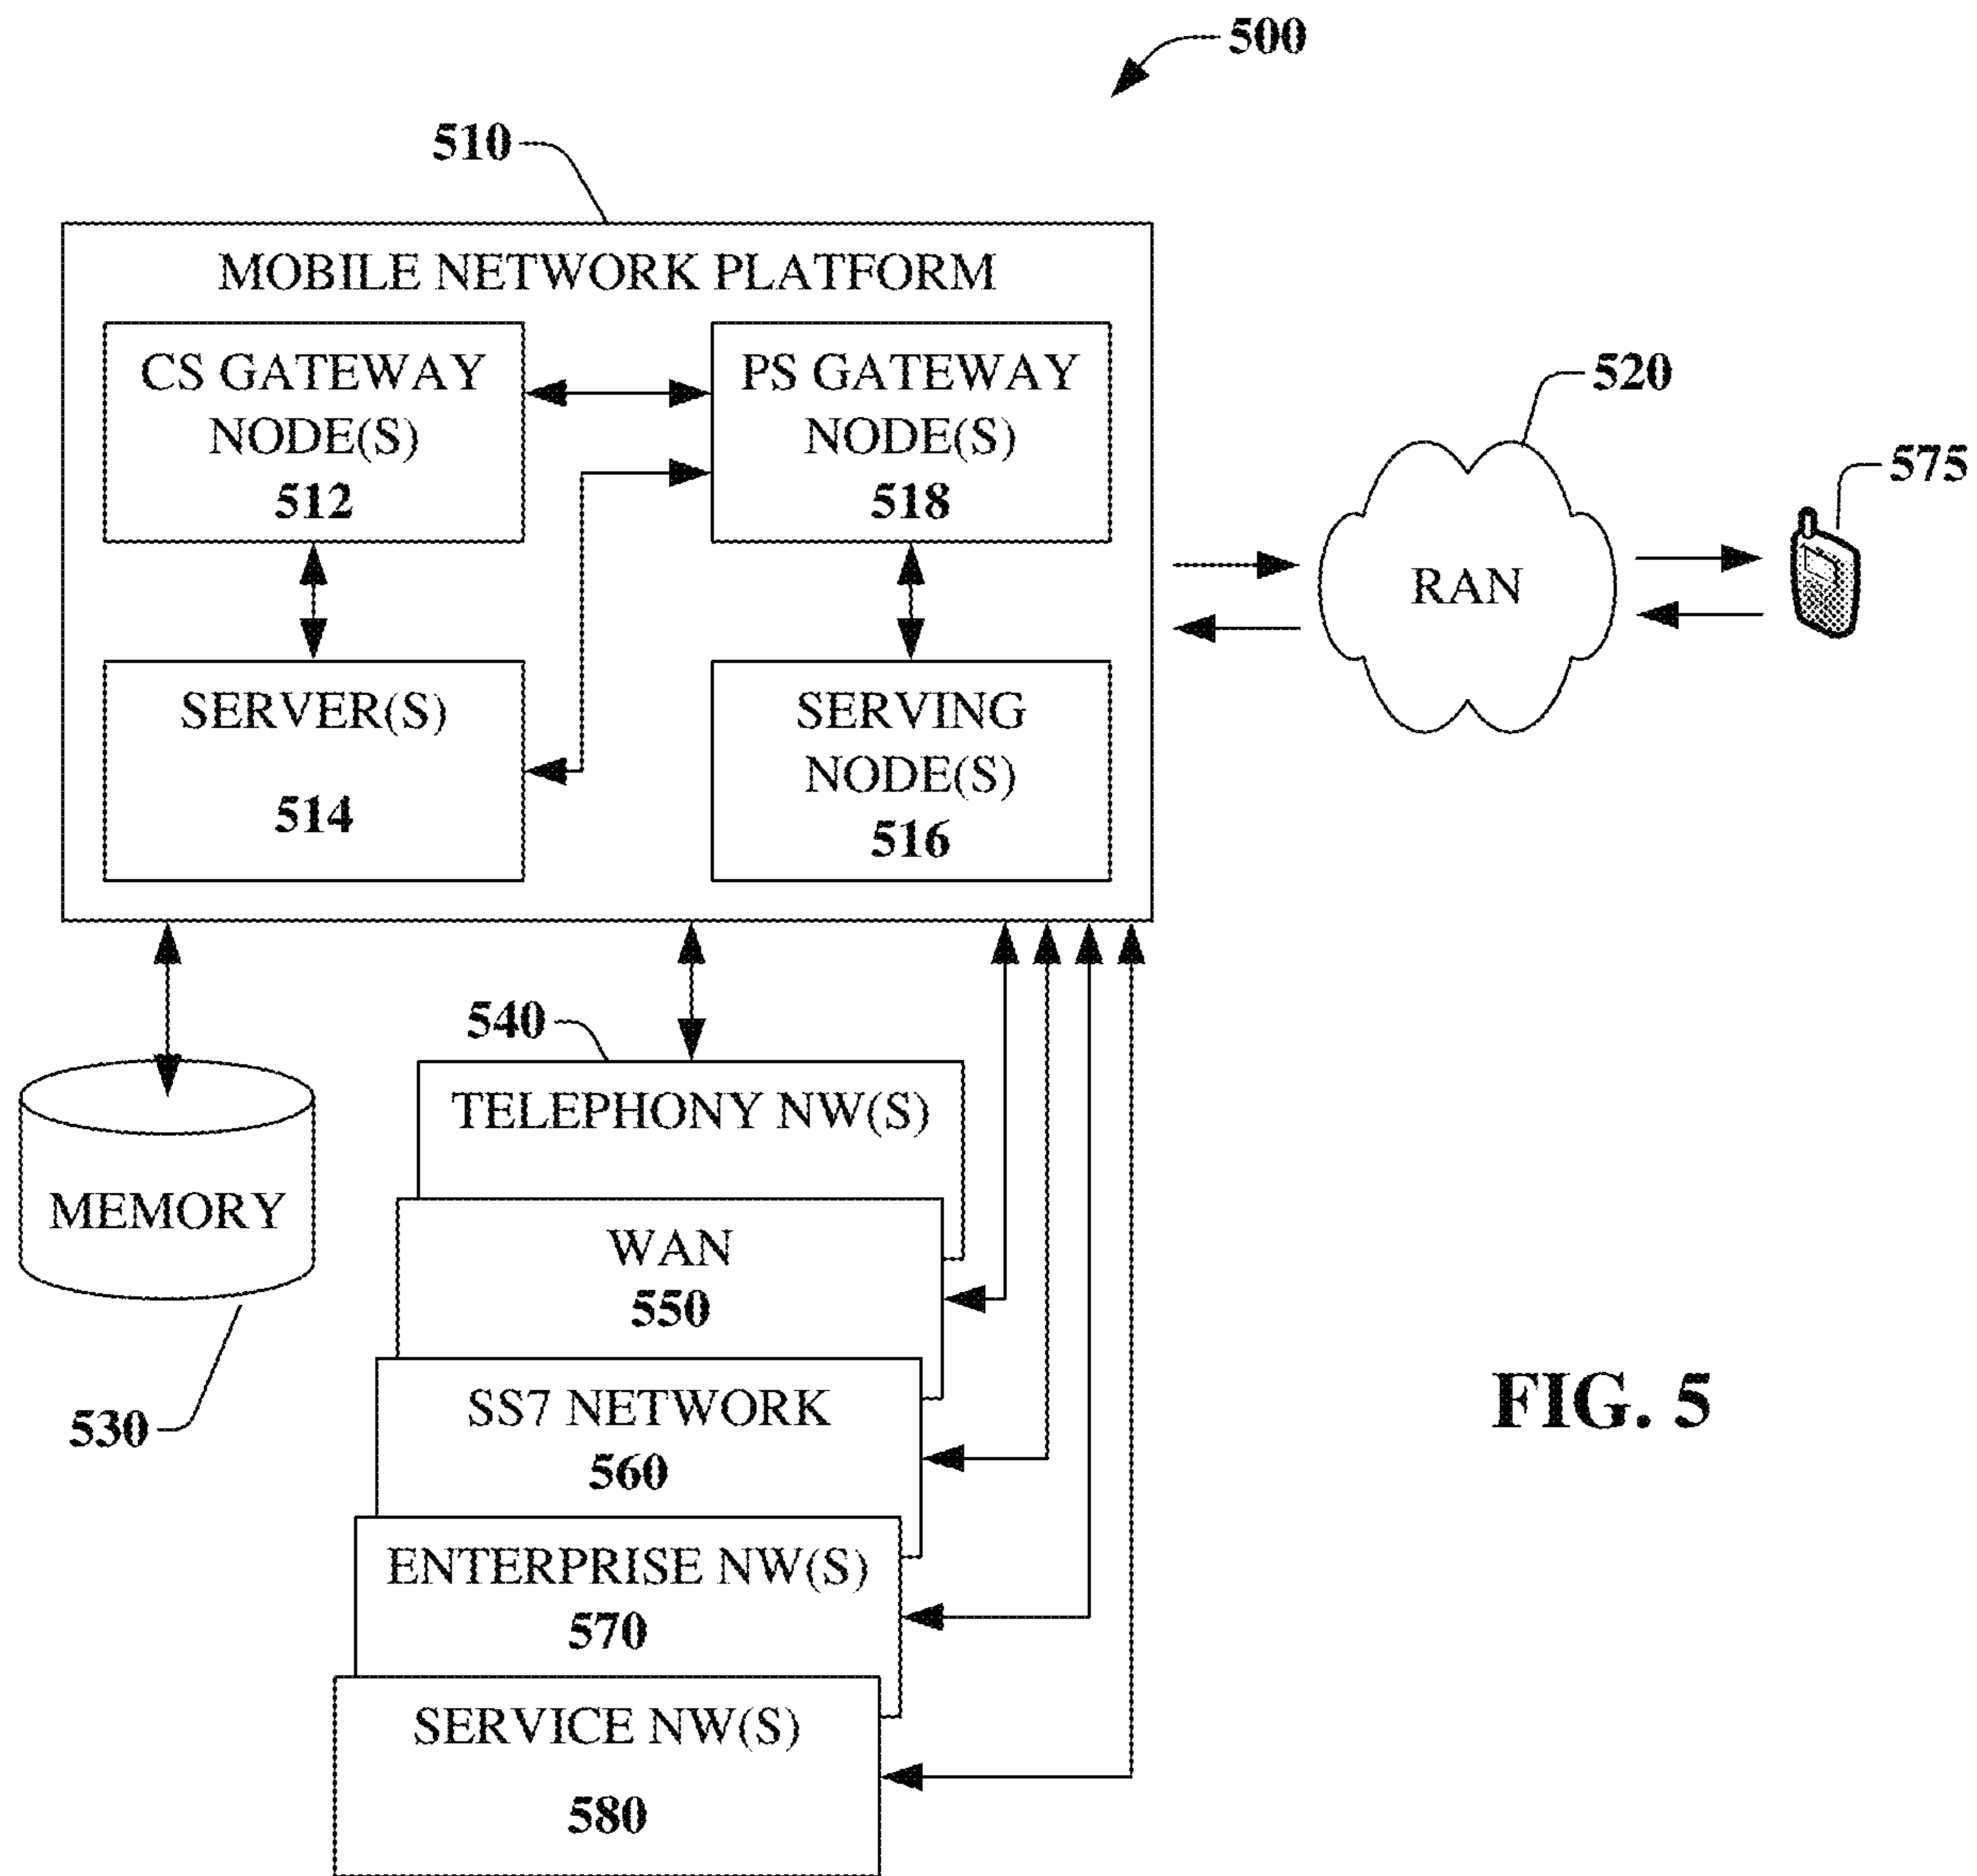 500
510
MOBILE NETWORK PLATFORM
CS GATEWAY
NODE(S)
512
PS GATEWAY
NODE(S)
518
SERVER(S)
514
SERVING
NODE(S)
516
520
RAN
575
540
TELEPHONY NW(S)
MEMORY
530
WAN
550
SS7 NETWORK
560
ENTERPRISE NW(S)
570
SERVICE NW(S)
580
FIG. 5